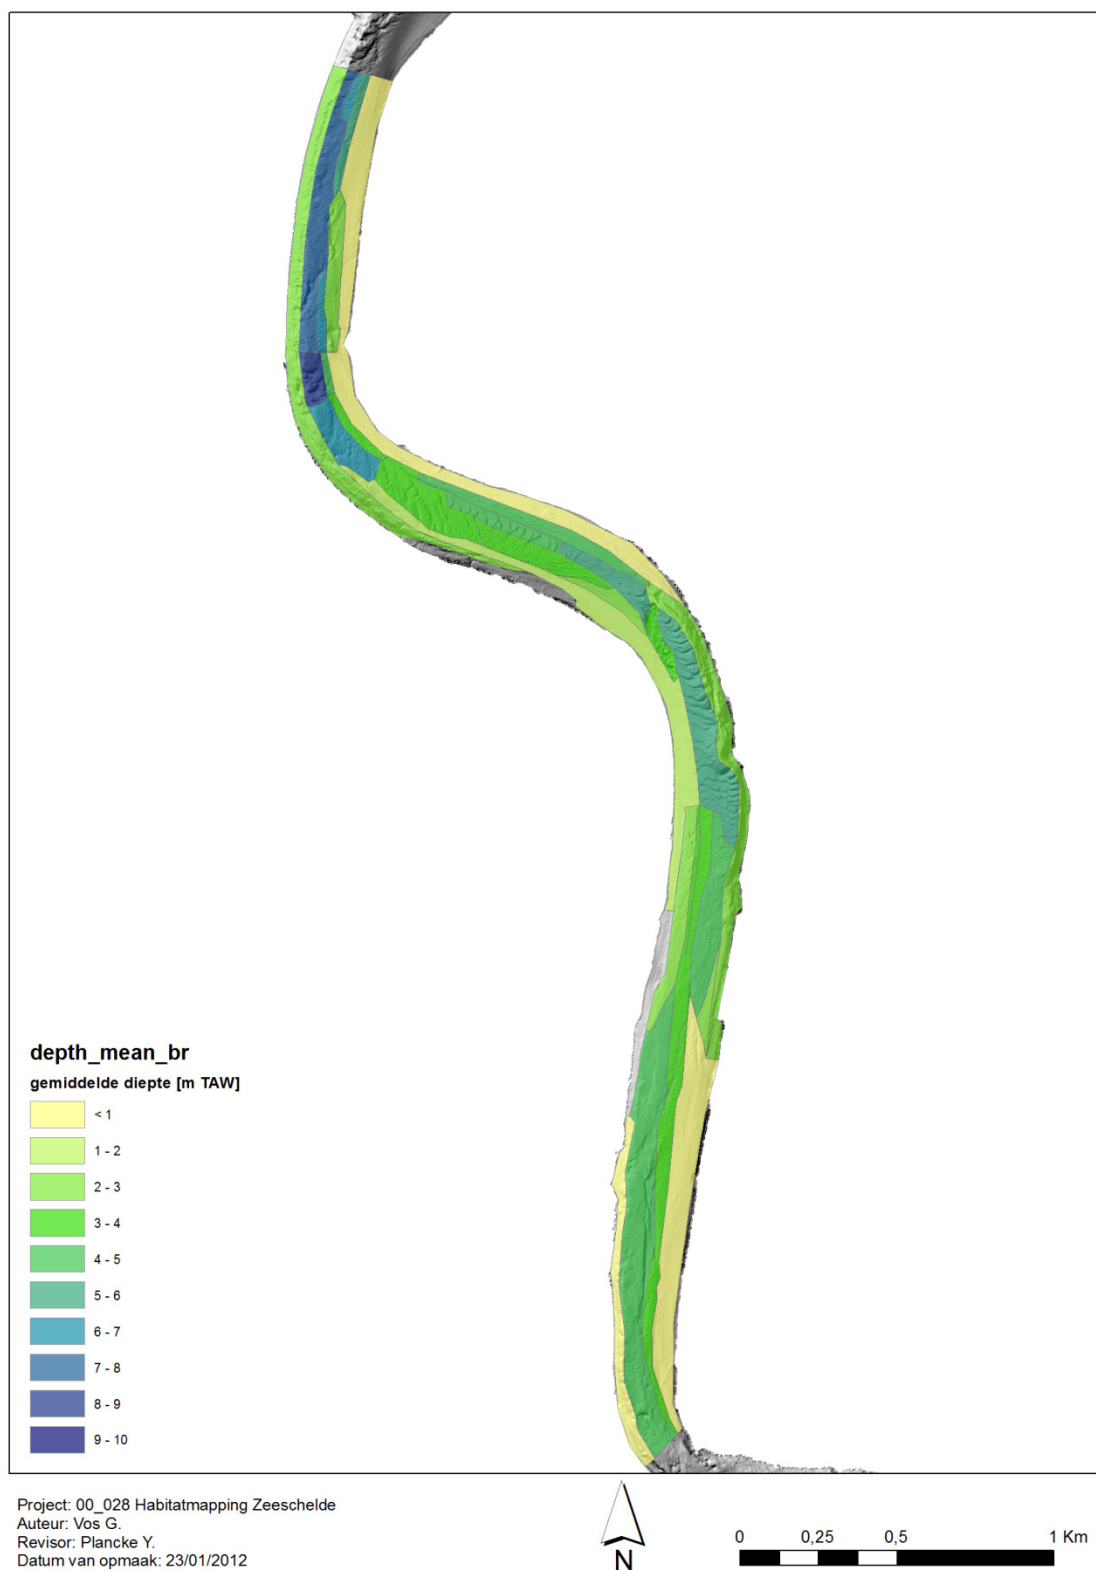 depth_mean_br
gemiddelde diepte [m TAW]
< 1
1 - 2
2 - 3
3 - 4
4 - 5
5 - 6
6 - 7
7 - 8
8 - 9
9 - 10
Project: 00_028 Habitatmapping Zeeschelde
Auteur: Vos G.
Revisor: Plancke Y.
Datum van opmaak: 23/01/2012
N
0 0,25 0,5 1 Km